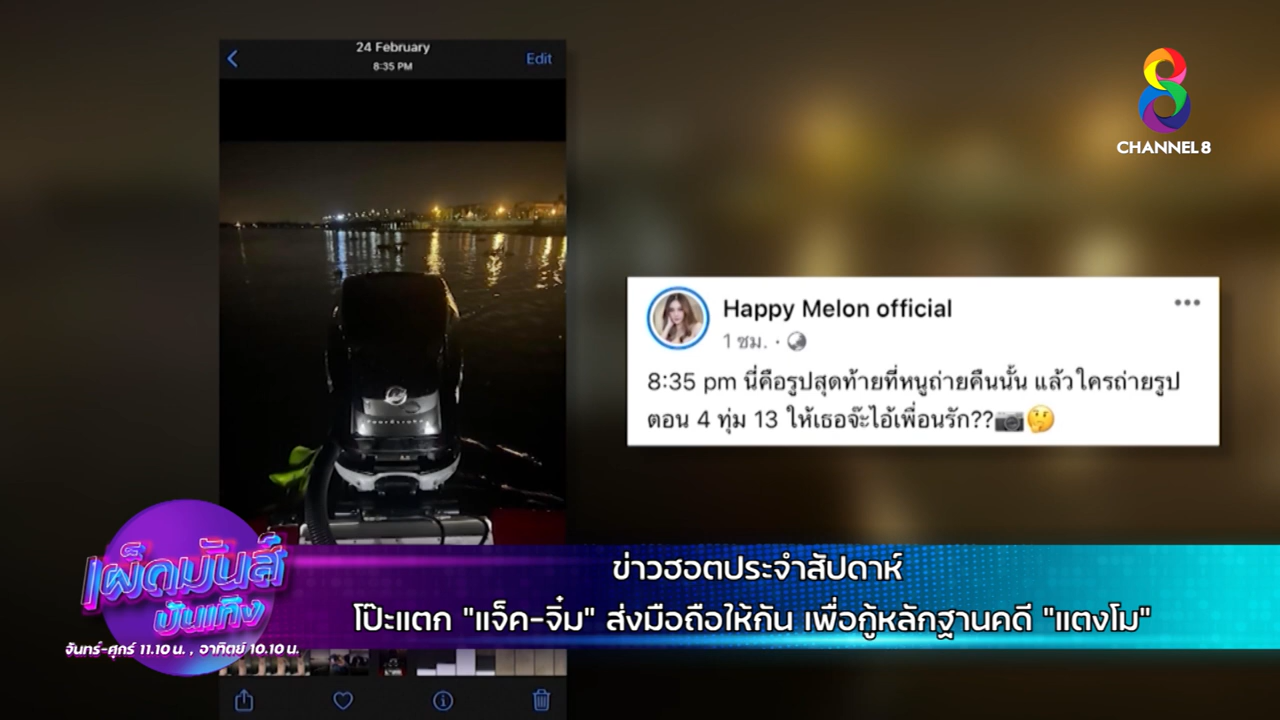 24 February
8:35 PM
Edit
CHANNEL 8
Happy Melon official
1 ซม. ·
8:35 pm นี่คือรูปสุดท้ายที่หนูถ่ายคืนนั้น แล้วใครถ่ายรูป
ตอน 4 ทุ่ม 13 ให้เธอจ๊ะไอ้เพื่อนรัก??📷🤔
เผ็ดมันส์
บันเทิง
จันทร์-ศุกร์ 11.10 น. , อาทิตย์ 10.10 น.
ข่าวฮอตประจำสัปดาห์
โป๊ะแตก "แจ็ค-จิ๋ม" ส่งมือถือให้กัน เพื่อกู้หลักฐานคดี "แตงโม"